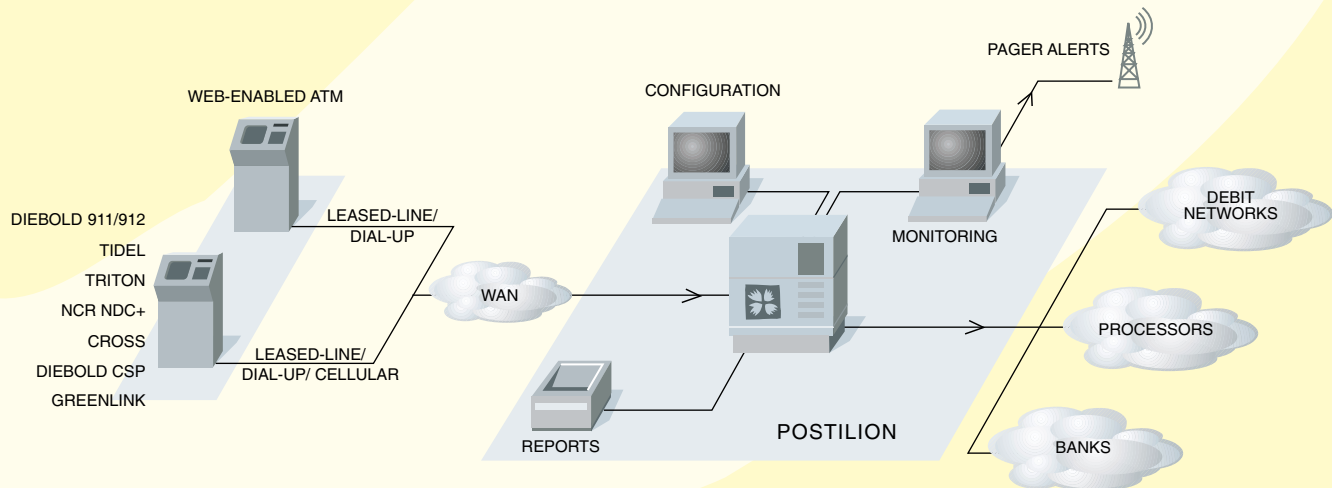 PAGER ALERTS
WEB-ENABLED ATM
CONFIGURATION
DIEBOLD 911/912
TIDEL
TRITON
NCR NDC+
CROSS
DIEBOLD CSP
GREENLINK
LEASED-LINE/
DIAL-UP
LEASED-LINE/
DIAL-UP/ CELLULAR
WAN
MONITORING
REPORTS
POSTILION
DEBIT
NETWORKS
PROCESSORS
BANKS